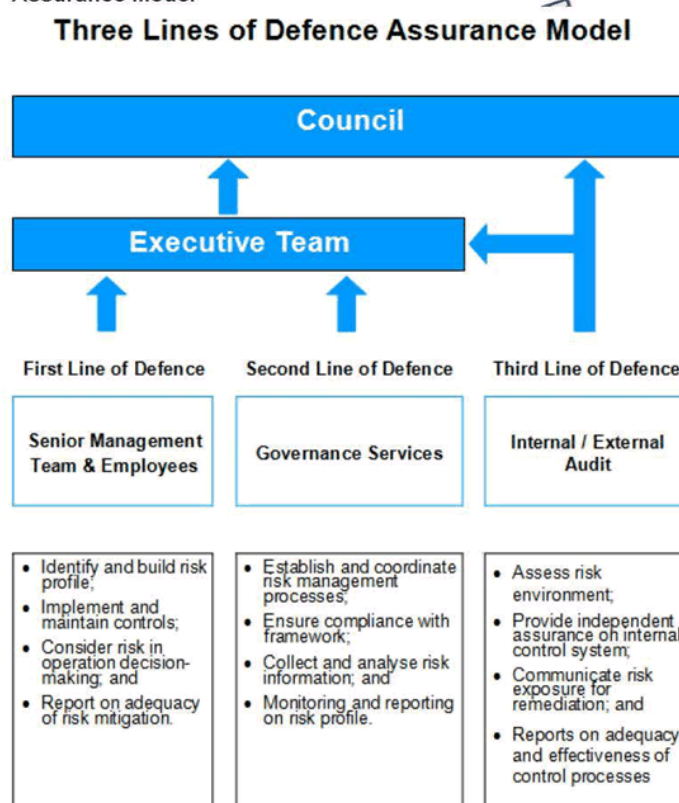 Assurance Model
Three Lines of Defence Assurance Model
Council
Executive Team
First Line of Defence
Second Line of Defence
Third Line of Defence
Senior Management
Team & Employees
Governance Services
Internal / External
Audit
• Identify and build risk
profile;
• Implement and
maintain controls;
• Consider risk in
operation decision-
making; and
• Report on adequacy
of risk mitigation.
• Establish and coordinate
risk management
processes;
• Ensure compliance with
framework;
• Collect and analyse risk
information; and
• Monitoring and reporting
on risk profile.
• Assess risk
environment;
• Provide independent
assurance on internal
control system;
• Communicate risk
exposure for
remediation; and
• Reports on adequacy
and effectiveness of
control processes